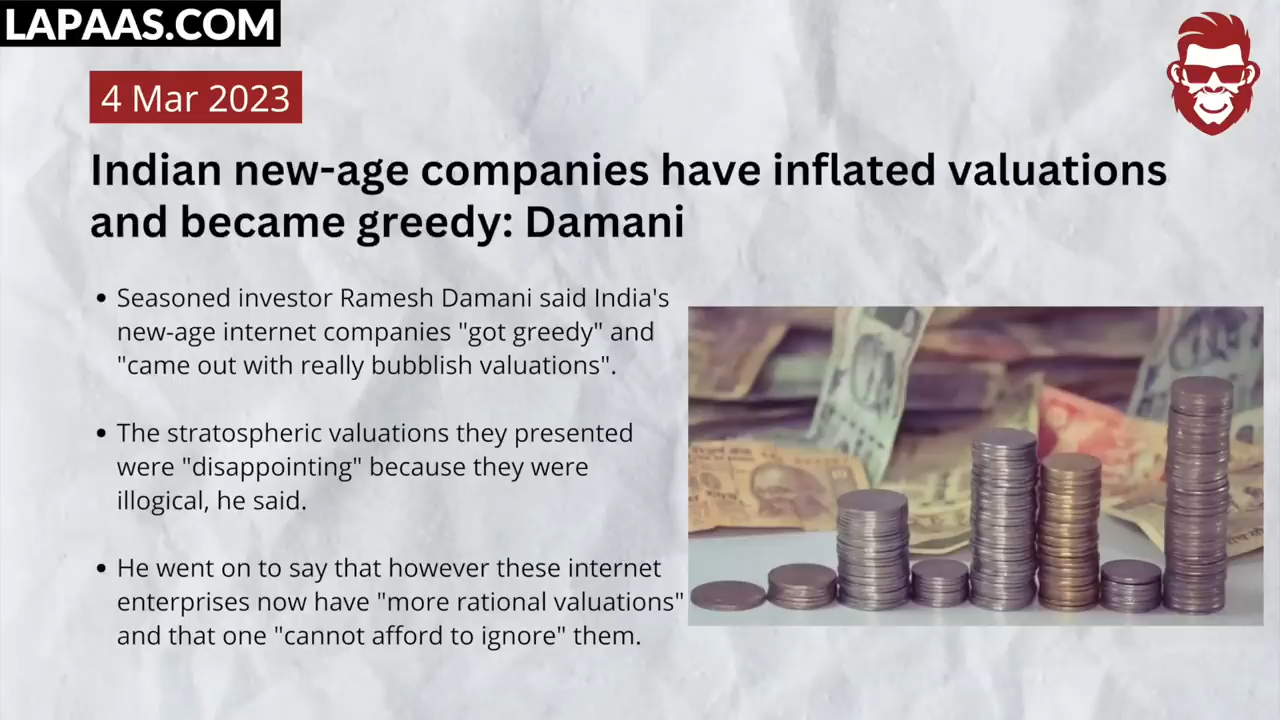 LAPAAS.COM
4 Mar 2023
Indian new-age companies have inflated valuations
and became greedy: Damani
• Seasoned investor Ramesh Damani said India's
new-age internet companies "got greedy" and
"came out with really bubblish valuations".
• The stratospheric valuations they presented
were "disappointing" because they were
illogical, he said.
• He went on to say that however these internet
enterprises now have "more rational valuations"
and that one "cannot afford to ignore" them.